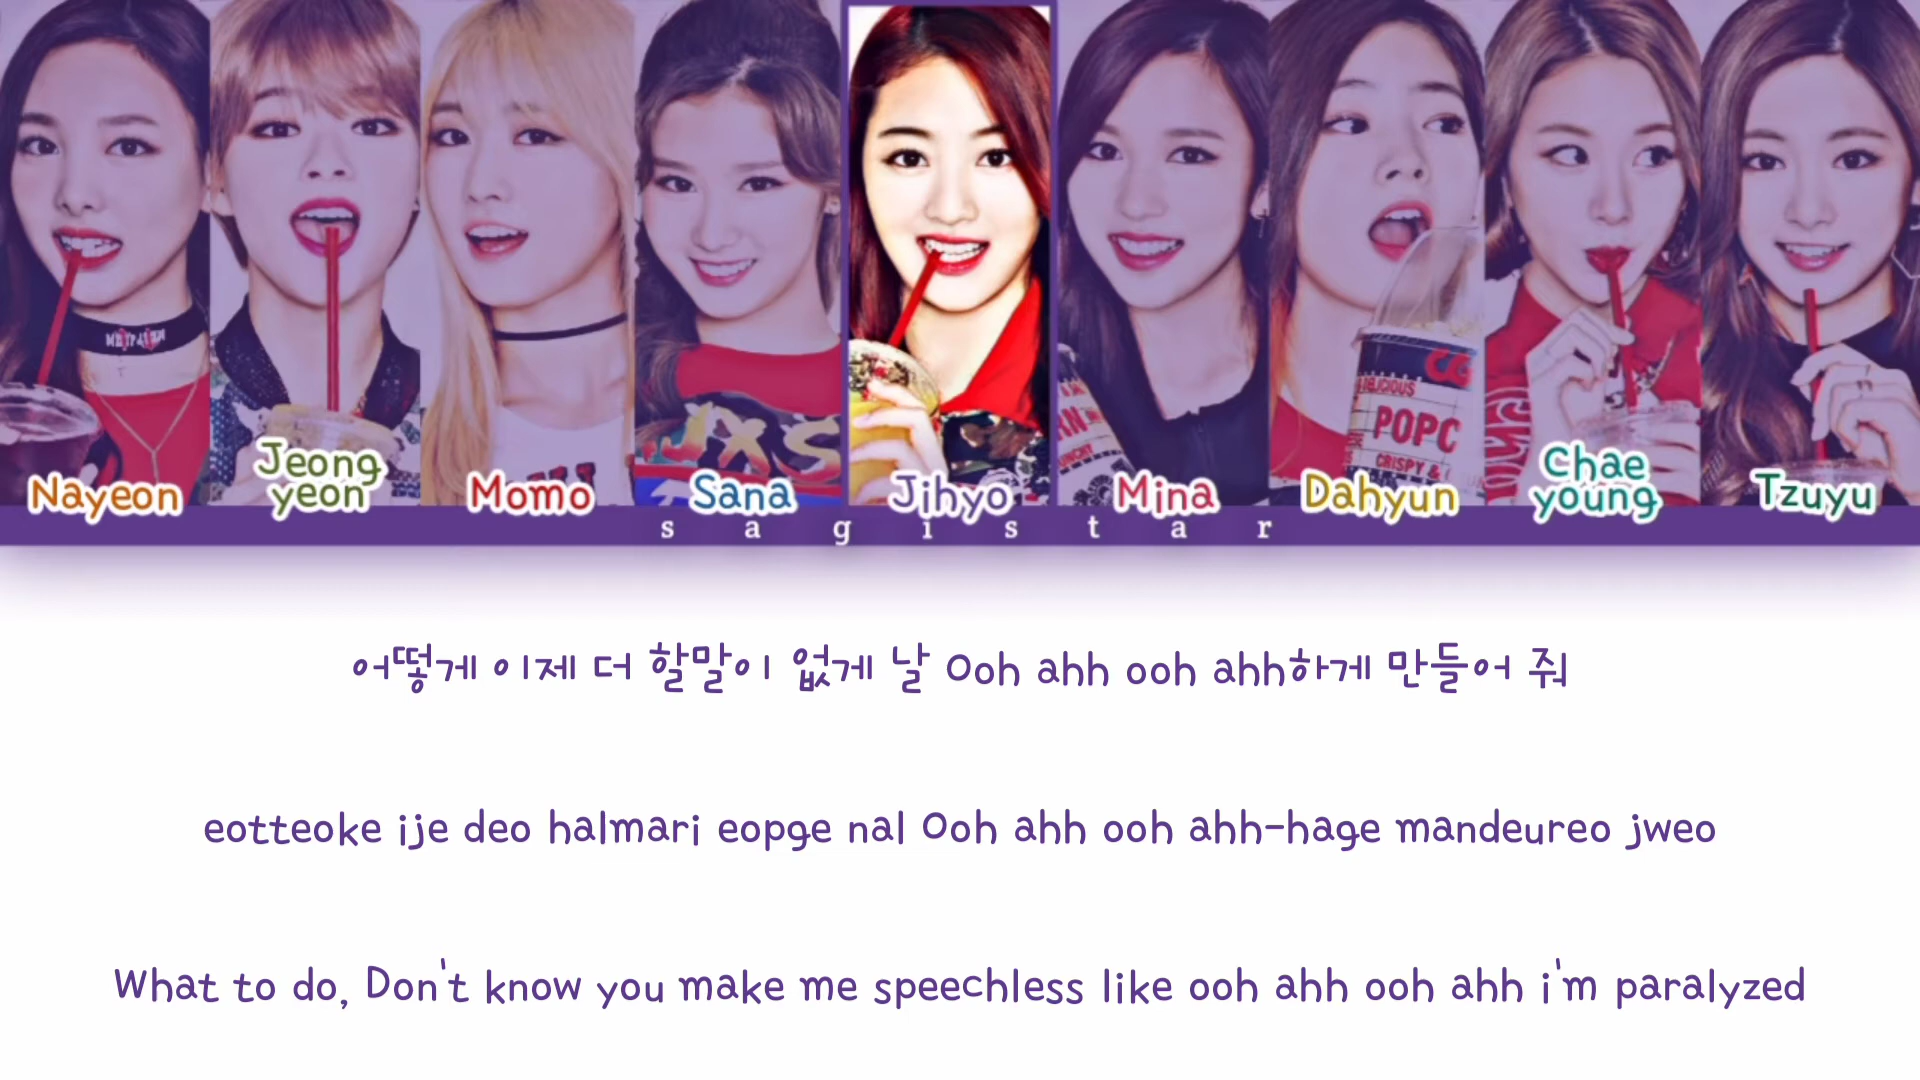 DELICIOUS
POPC
CRISPY &
Nayeon
Jeong
yeon
Momo
Sana
Jihyo
Mina
Dahyun
Chae
young
Tzuyu
s a g i s t a r
어떻게 이제 더 할말이 없게 날 Ooh ahh ooh ahh하게 만들어 줘
eotteoke ije deo halmari eopge nal Ooh ahh ooh ahh-hage mandeureo jweo
What to do, Don't know you make me speechless like ooh ahh ooh ahh i'm paralyzed